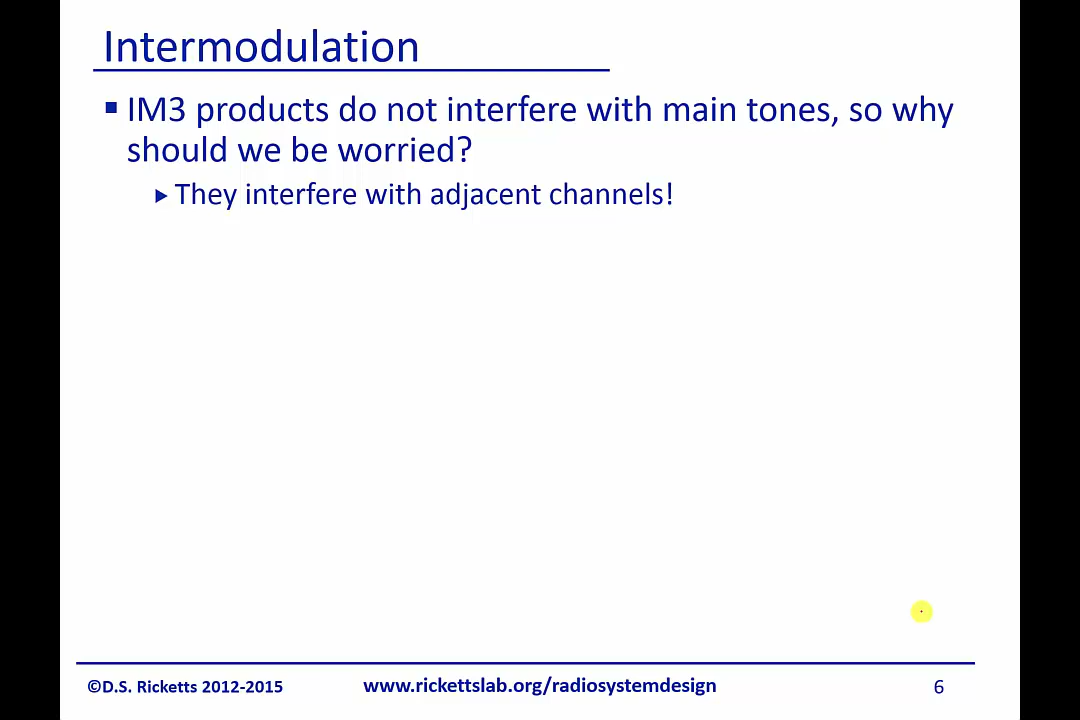 Intermodulation
IM3 products do not interfere with main tones, so why
should we be worried?
They interfere with adjacent channels!
©D.S. Ricketts 2012-2015
www.rickettslab.org/radiosystemdesign
6